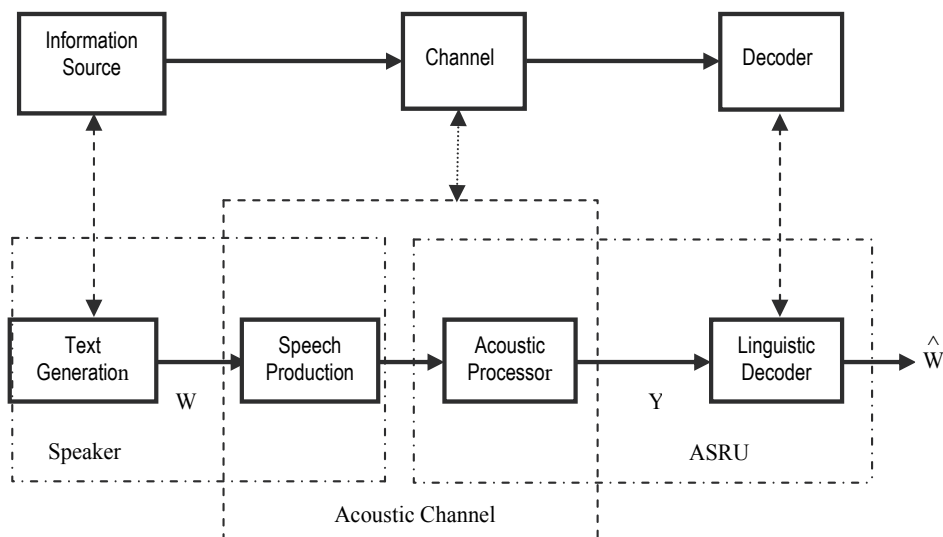 Information
Source
Channel
Decoder
Text
Generation
Speech
Production
Acoustic
Processor
Linguistic
Decoder
^
W
W
Y
Speaker
ASRU
Acoustic Channel